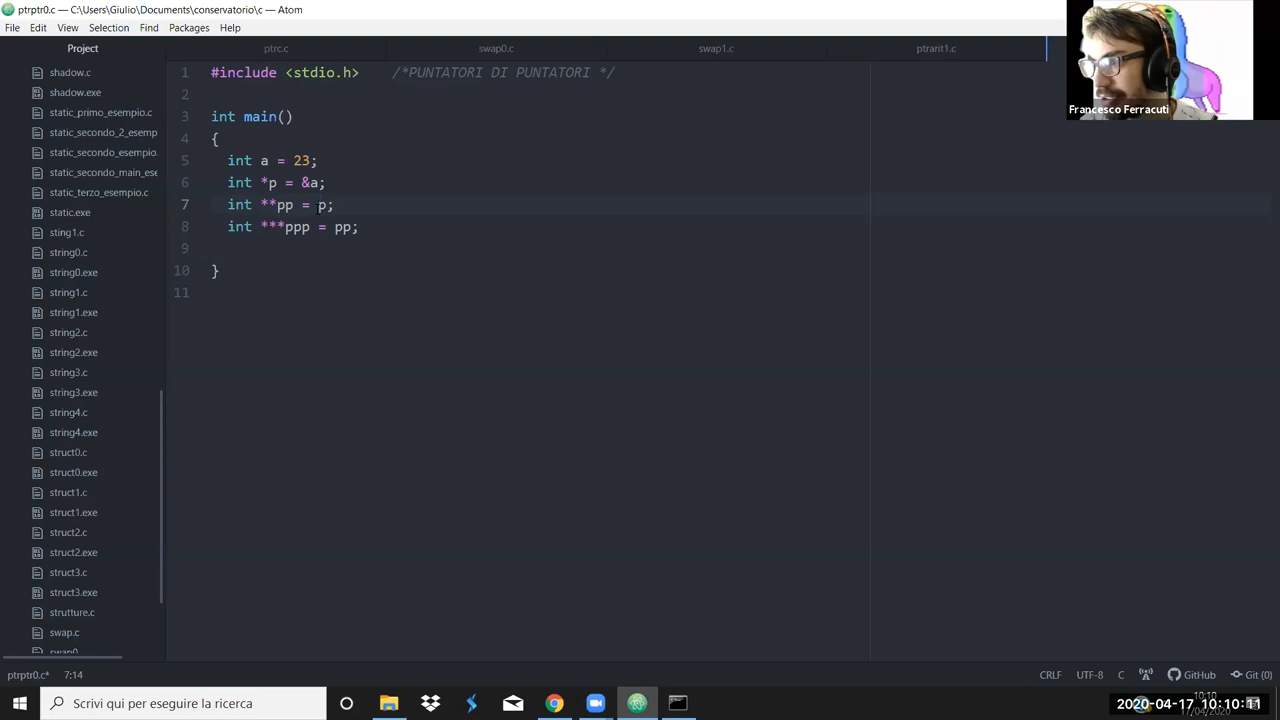 ptrptr0.c — C:\Users\Giulio\Documents\conservatorio\c — Atom
File Edit View Selection Find Packages Help
Project
ptrc.c swap0.c swap1.c ptrarit1.c
shadow.c
shadow.exe
static_primo_esempio.c
static_secondo_2_esemp
static_secondo_esempio.
static_secondo_main_ese
static_terzo_esempio.c
static.exe
sting1.c
string0.c
string0.exe
string1.c
string1.exe
string2.c
string2.exe
string3.c
string3.exe
string4.c
string4.exe
struct0.c
struct0.exe
struct1.c
struct1.exe
struct2.c
struct2.exe
struct3.c
struct3.exe
strutture.c
swap.c
swap0
1 #include <stdio.h> /*PUNTATORI DI PUNTATORI */
2
3 int main()
4 {
5 int a = 23;
6 int *p = &a;
7 int **pp = p;
8 int ***ppp = pp;
9
10 }
11
Francesco Ferracuti
ptrptr0.c* 7:14 CRLF UTF-8 C GitHub Git (0)
Scrivi qui per eseguire la ricerca
10:10
2020-04-17 10:10:11
17/04/2020